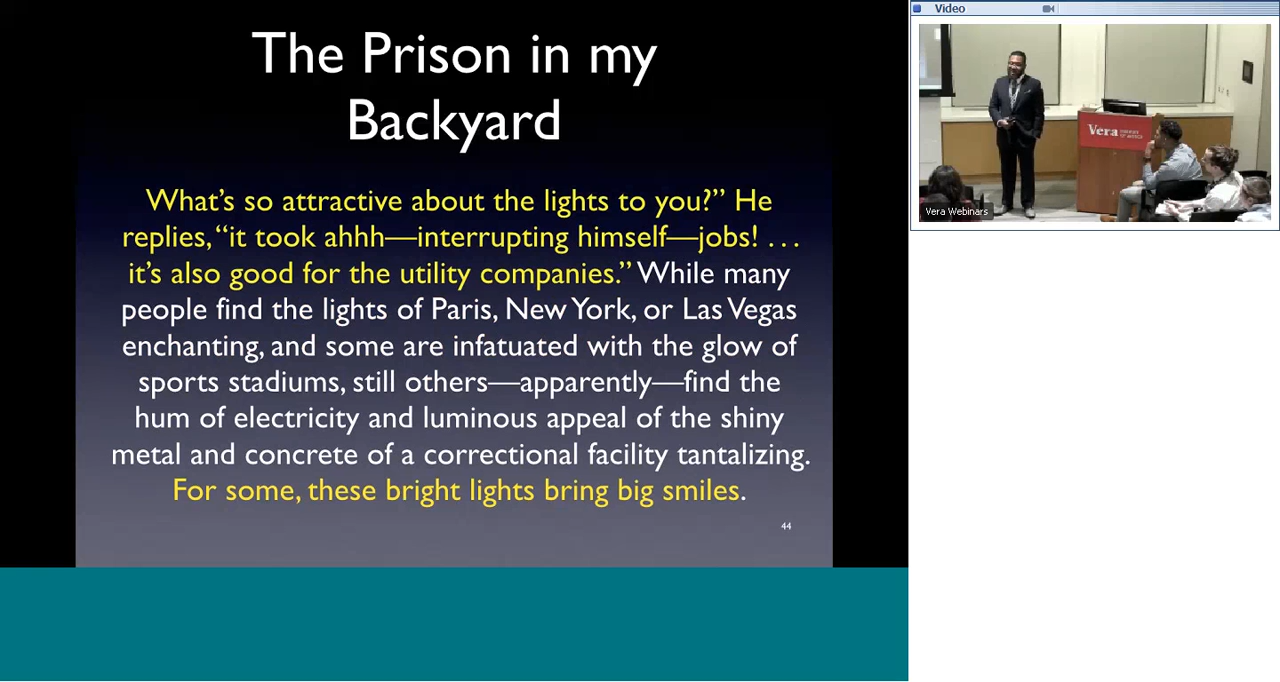 The Prison in my
Backyard
What's so attractive about the lights to you?" He
replies, "it took ahhh—interrupting himself—jobs! . . .
it's also good for the utility companies." While many
people find the lights of Paris, New York, or Las Vegas
enchanting, and some are infatuated with the glow of
sports stadiums, still others—apparently—find the
hum of electricity and luminous appeal of the shiny
metal and concrete of a correctional facility tantalizing.
For some, these bright lights bring big smiles.
44
Video
Vera
Vera Webinars